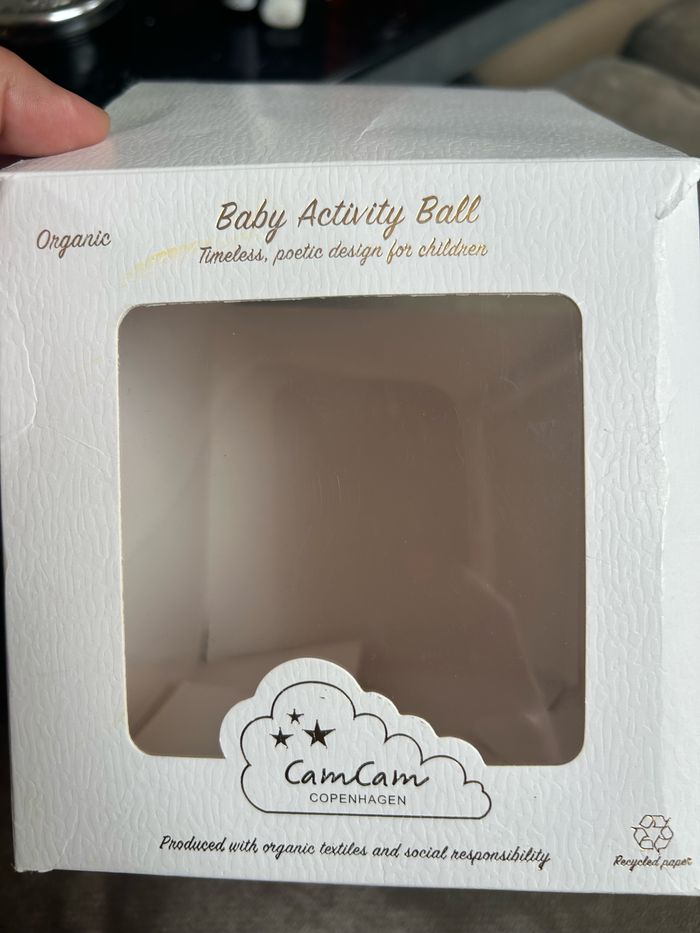 Baby Activity Ball
Organic
Timeless, poetic design for children
CamCam
COPENHAGEN
Produced with organic textiles and social responsibility
Recycled paper